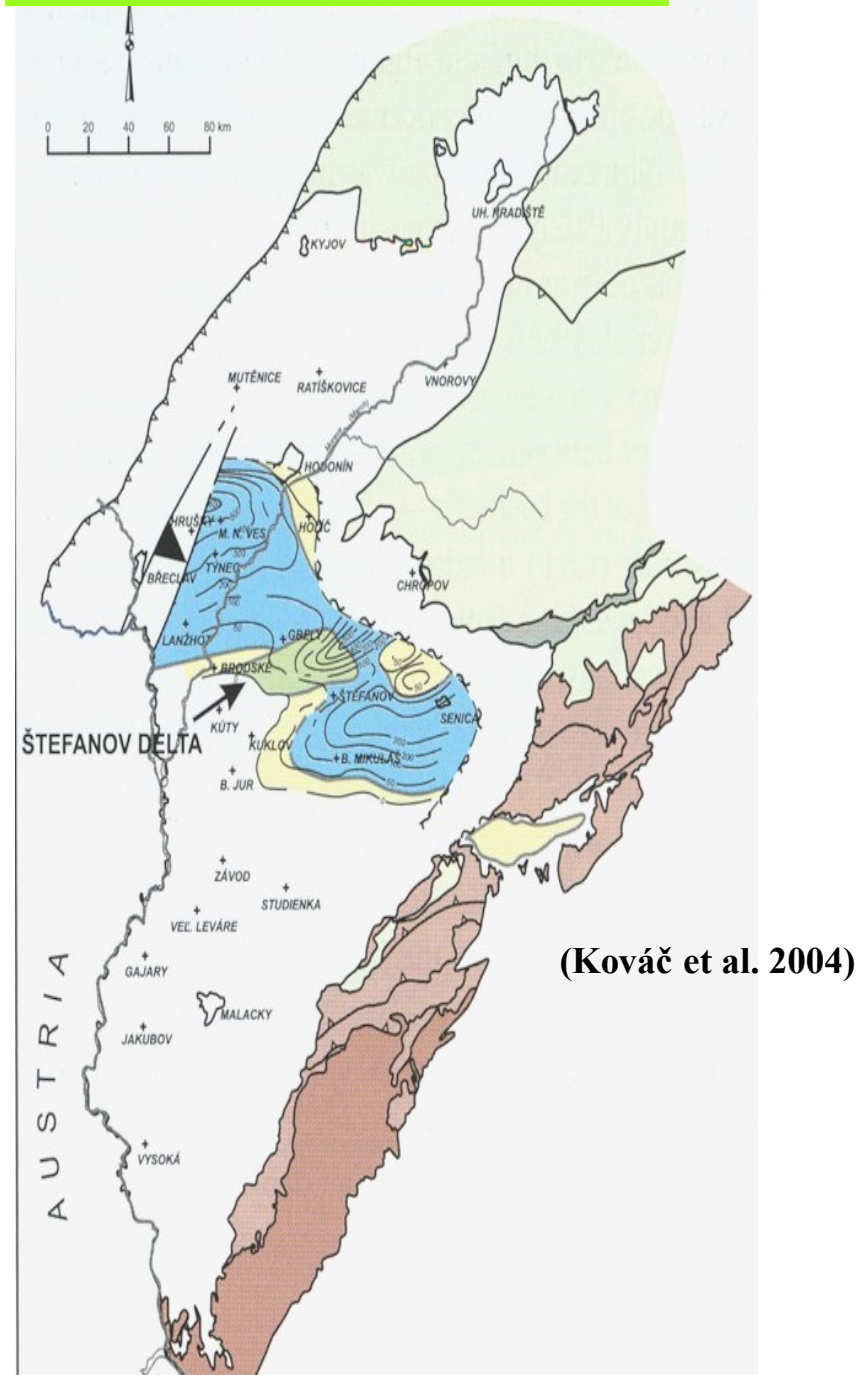 0 20 40 60 80 km
UH. HRADIŠTĚ
KYJOV
MUTĚNICE
RATÍŠKOVICE
VNOROVY
Morava (March)
HODONÍN
HRUŠKY
HOLÍČ
M. N. VES
TÝNEC
BŘECLAV
CHROPOV
LANŽHOT
GBELY
BRODSKÉ
ŠTEFANOV
SENICA
KÚTY
ŠTEFANOV DELTA
KUKLOV
B. MIKULÁŠ
B. JUR
ZÁVOD
STUDIENKA
VEĽ. LEVÁRE
(Kováč et al. 2004)
GAJARY
MALACKY
JAKUBOV
AUSTRIA
VYSOKÁ